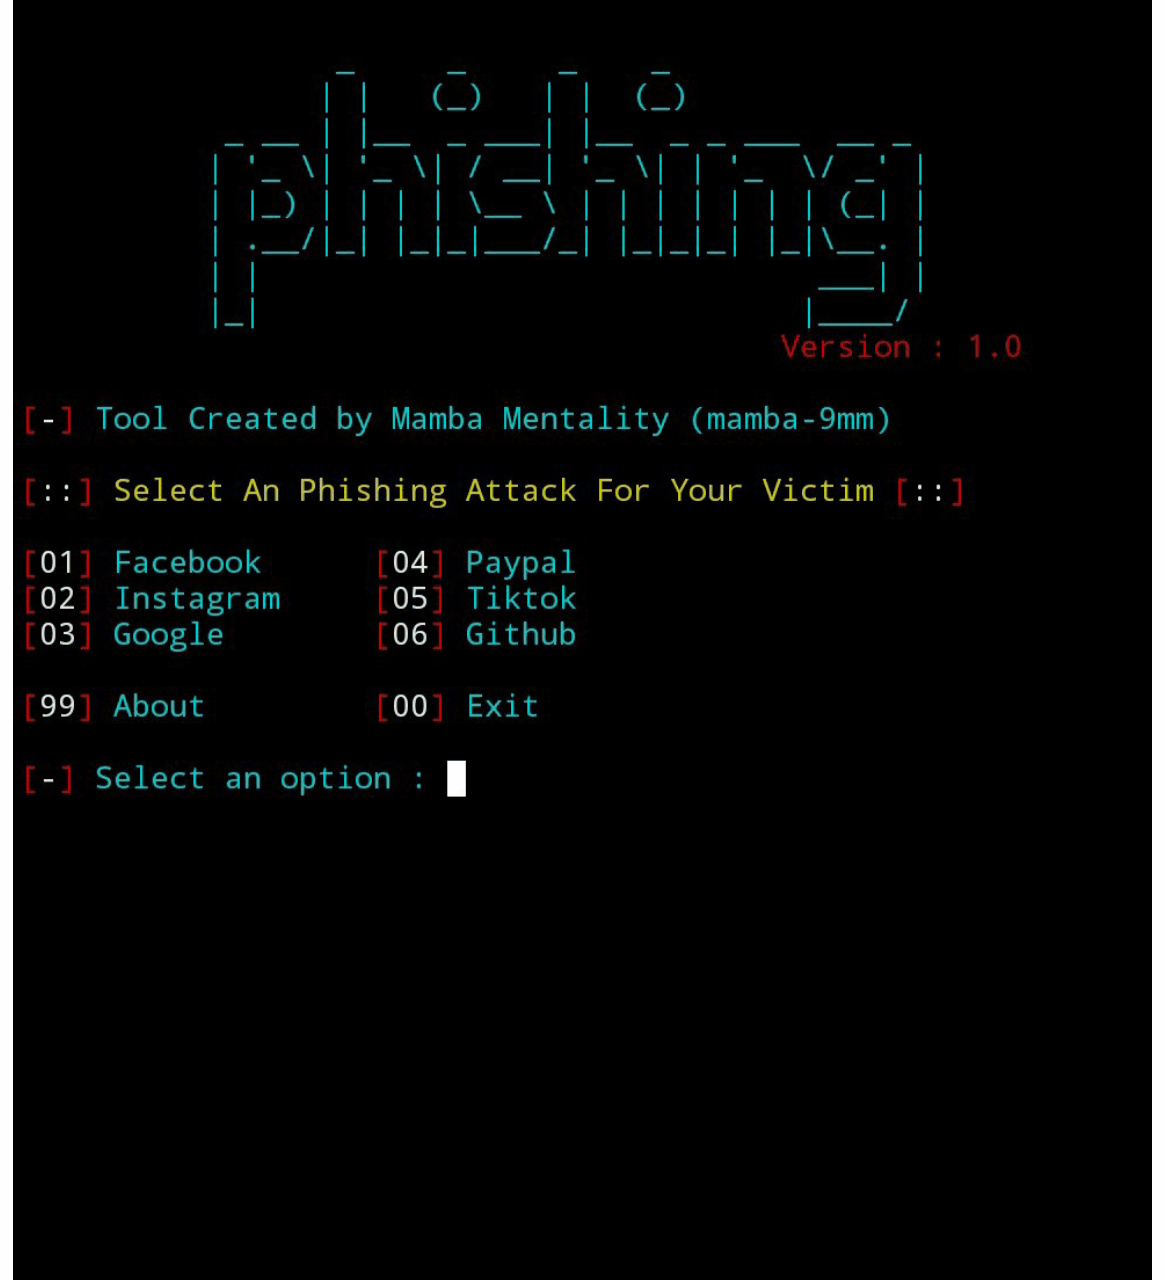 phishing
Version : 1.0
[-] Tool Created by Mamba Mentality (mamba-9mm)
[::] Select An Phishing Attack For Your Victim [::]
[01] Facebook [04] Paypal
[02] Instagram [05] Tiktok
[03] Google [06] Github
[99] About [00] Exit
[-] Select an option :